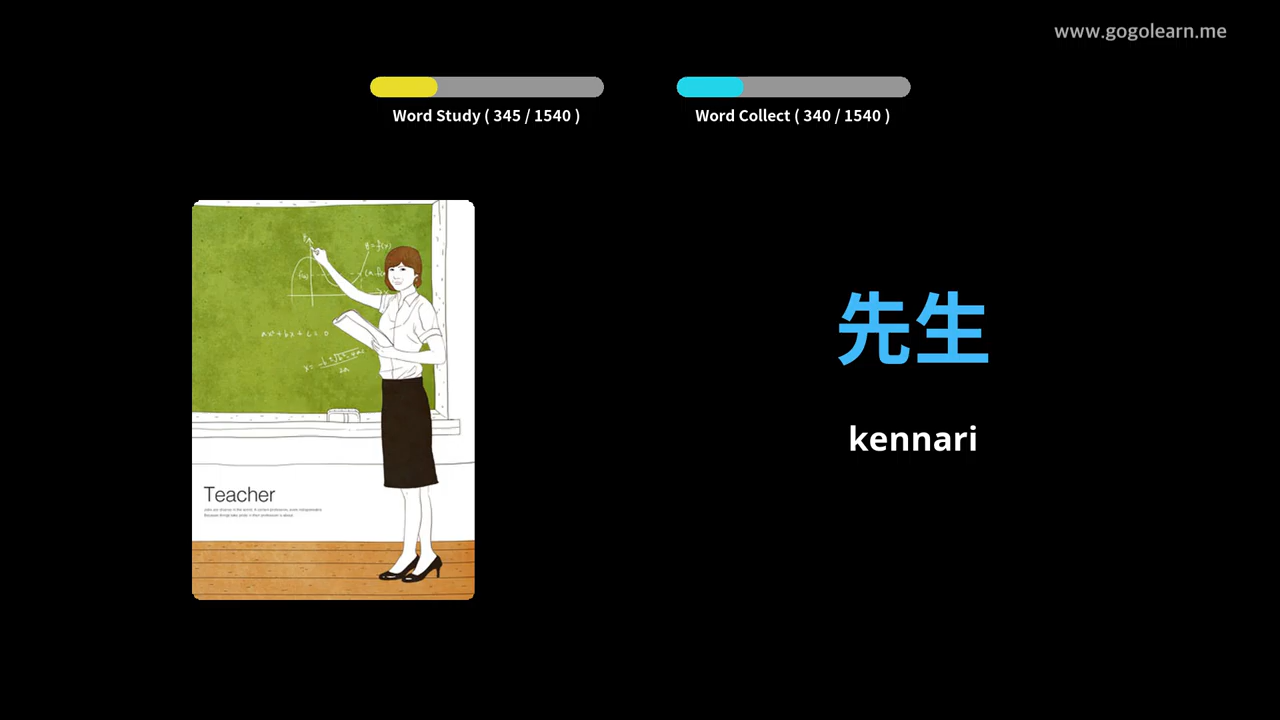 www.gogolearn.me
Word Study ( 345 / 1540 )
Word Collect ( 340 / 1540 )
先生
kennari
Teacher